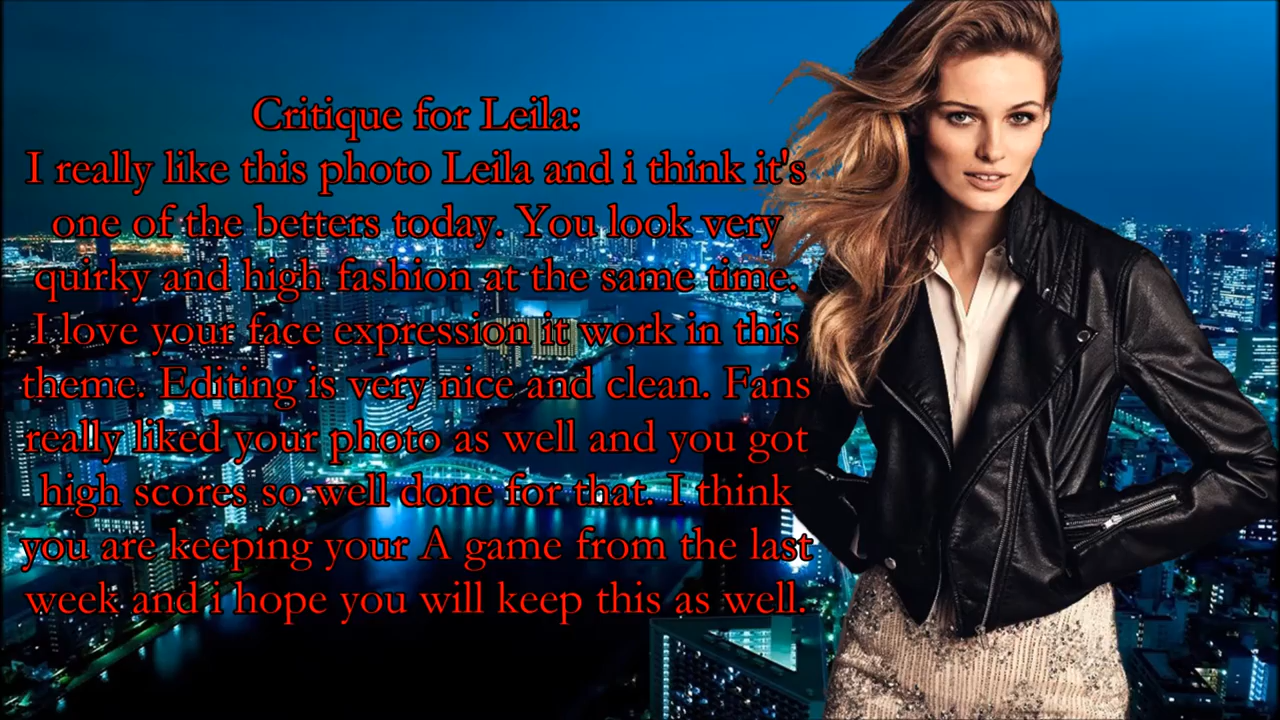 Critique for Leila:
I really like this photo Leila and i think it's
one of the betters today. You look very
quirky and high fashion at the same time.
I love your face expression it work in this
theme. Editing is very nice and clean. Fans
really liked your photo as well and you got
high scores so well done for that. I think
you are keeping your A game from the last
week and i hope you will keep this as well.